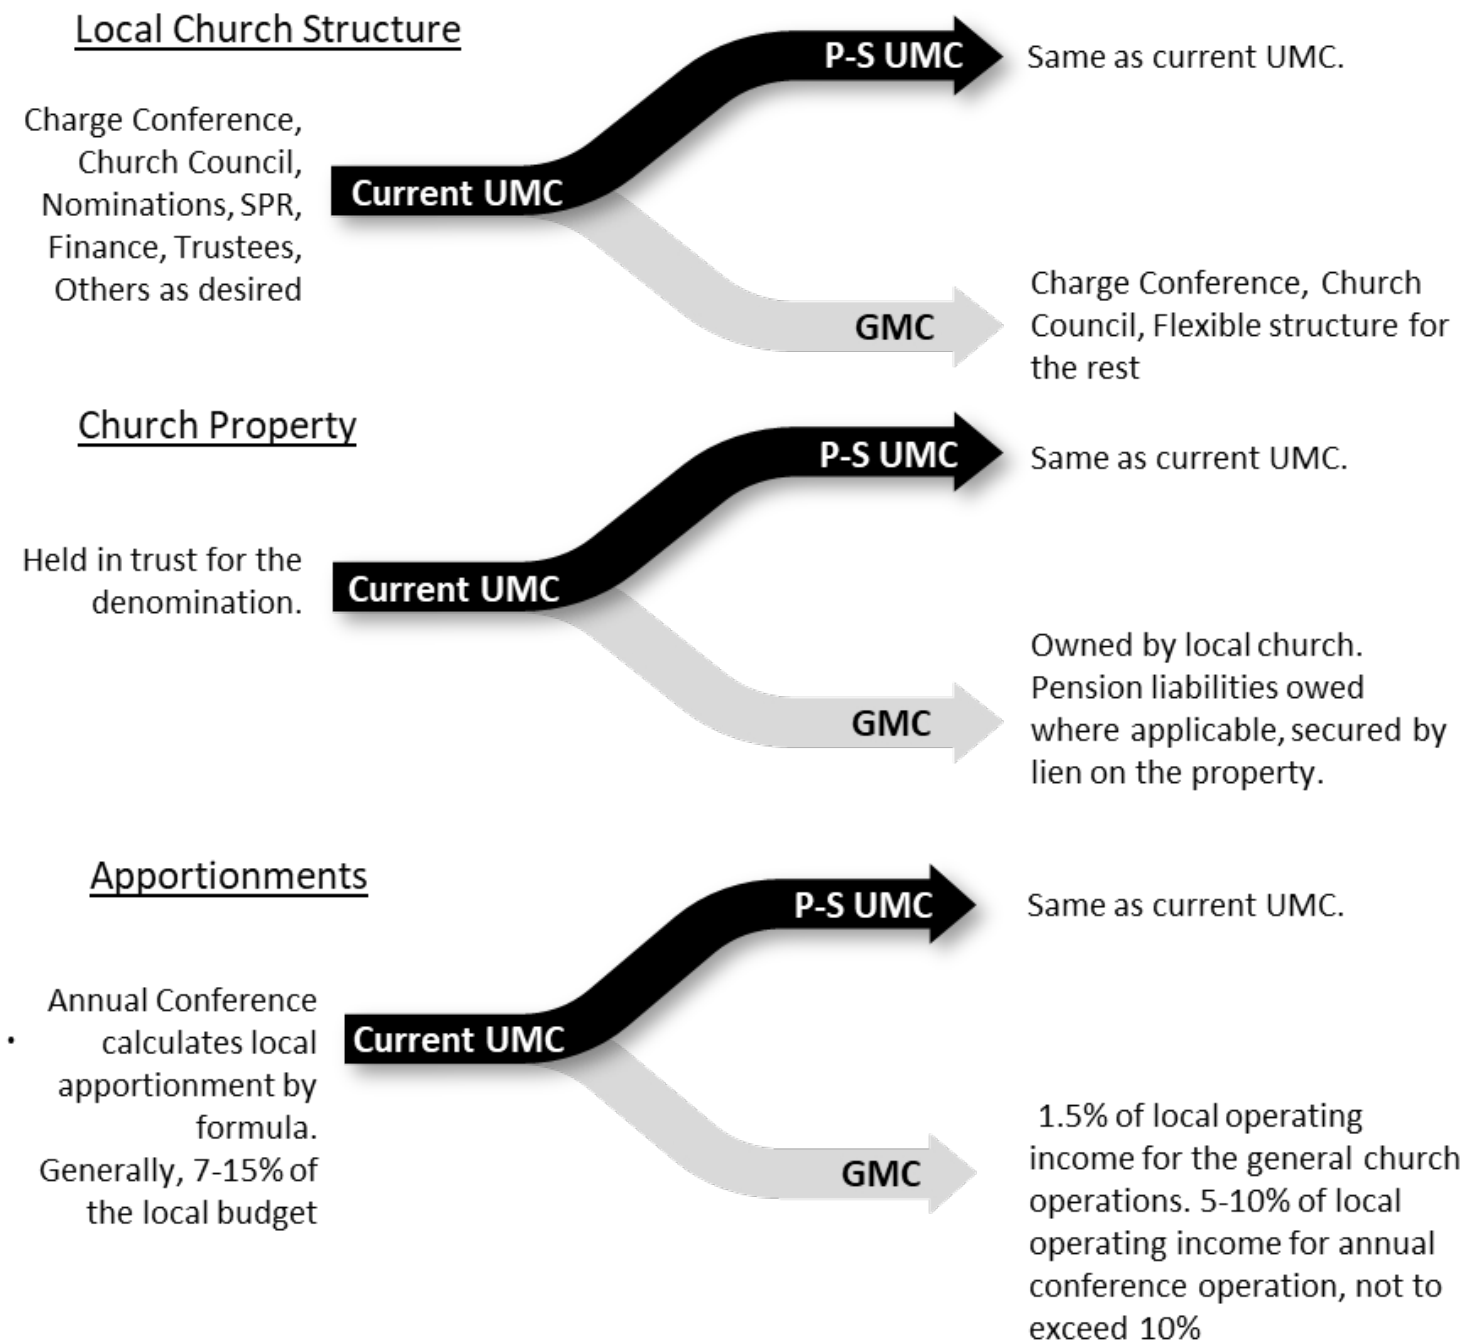 Local Church Structure
Charge Conference,
Church Council,
Nominations, SPR,
Finance, Trustees,
Others as desired
Current UMC
P-S UMC
Same as current UMC.
GMC
Charge Conference, Church
Council, Flexible structure for
the rest
Church Property
Held in trust for the
denomination.
Current UMC
P-S UMC
Same as current UMC.
GMC
Owned by local church.
Pension liabilities owed
where applicable, secured by
lien on the property.
Apportionments
Annual Conference
calculates local
apportionment by
formula.
Generally, 7-15% of
the local budget
Current UMC
P-S UMC
Same as current UMC.
GMC
1.5% of local operating
income for the general church
operations. 5-10% of local
operating income for annual
conference operation, not to
exceed 10%